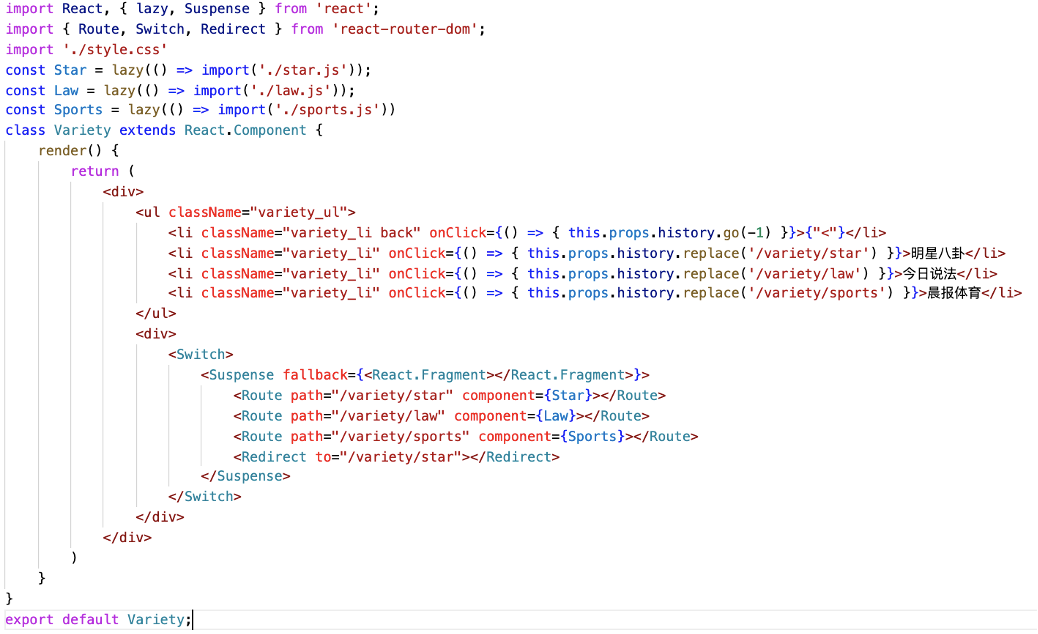 import React, { lazy, Suspense } from 'react';
import { Route, Switch, Redirect } from 'react-router-dom';
import './style.css'
const Star = lazy(() => import('./star.js'));
const Law = lazy(() => import('./law.js'));
const Sports = lazy(() => import('./sports.js'))
class Variety extends React.Component {
    render() {
        return (
            <div>
                <ul className="variety_ul">
                    <li className="variety_li back" onClick={() => { this.props.history.go(-1) }}>{"<"}</li>
                    <li className="variety_li" onClick={() => { this.props.history.replace('/variety/star') }}>明星八卦</li>
                    <li className="variety_li" onClick={() => { this.props.history.replace('/variety/law') }}>今日说法</li>
                    <li className="variety_li" onClick={() => { this.props.history.replace('/variety/sports') }}>晨报体育</li>
                </ul>
                <div>
                    <Switch>
                        <Suspense fallback={<React.Fragment></React.Fragment>}>
                            <Route path="/variety/star" component={Star}></Route>
                            <Route path="/variety/law" component={Law}></Route>
                            <Route path="/variety/sports" component={Sports}></Route>
                            <Redirect to="/variety/star"></Redirect>
                        </Suspense>
                    </Switch>
                </div>
            </div>
        )
    }
}
export default Variety;